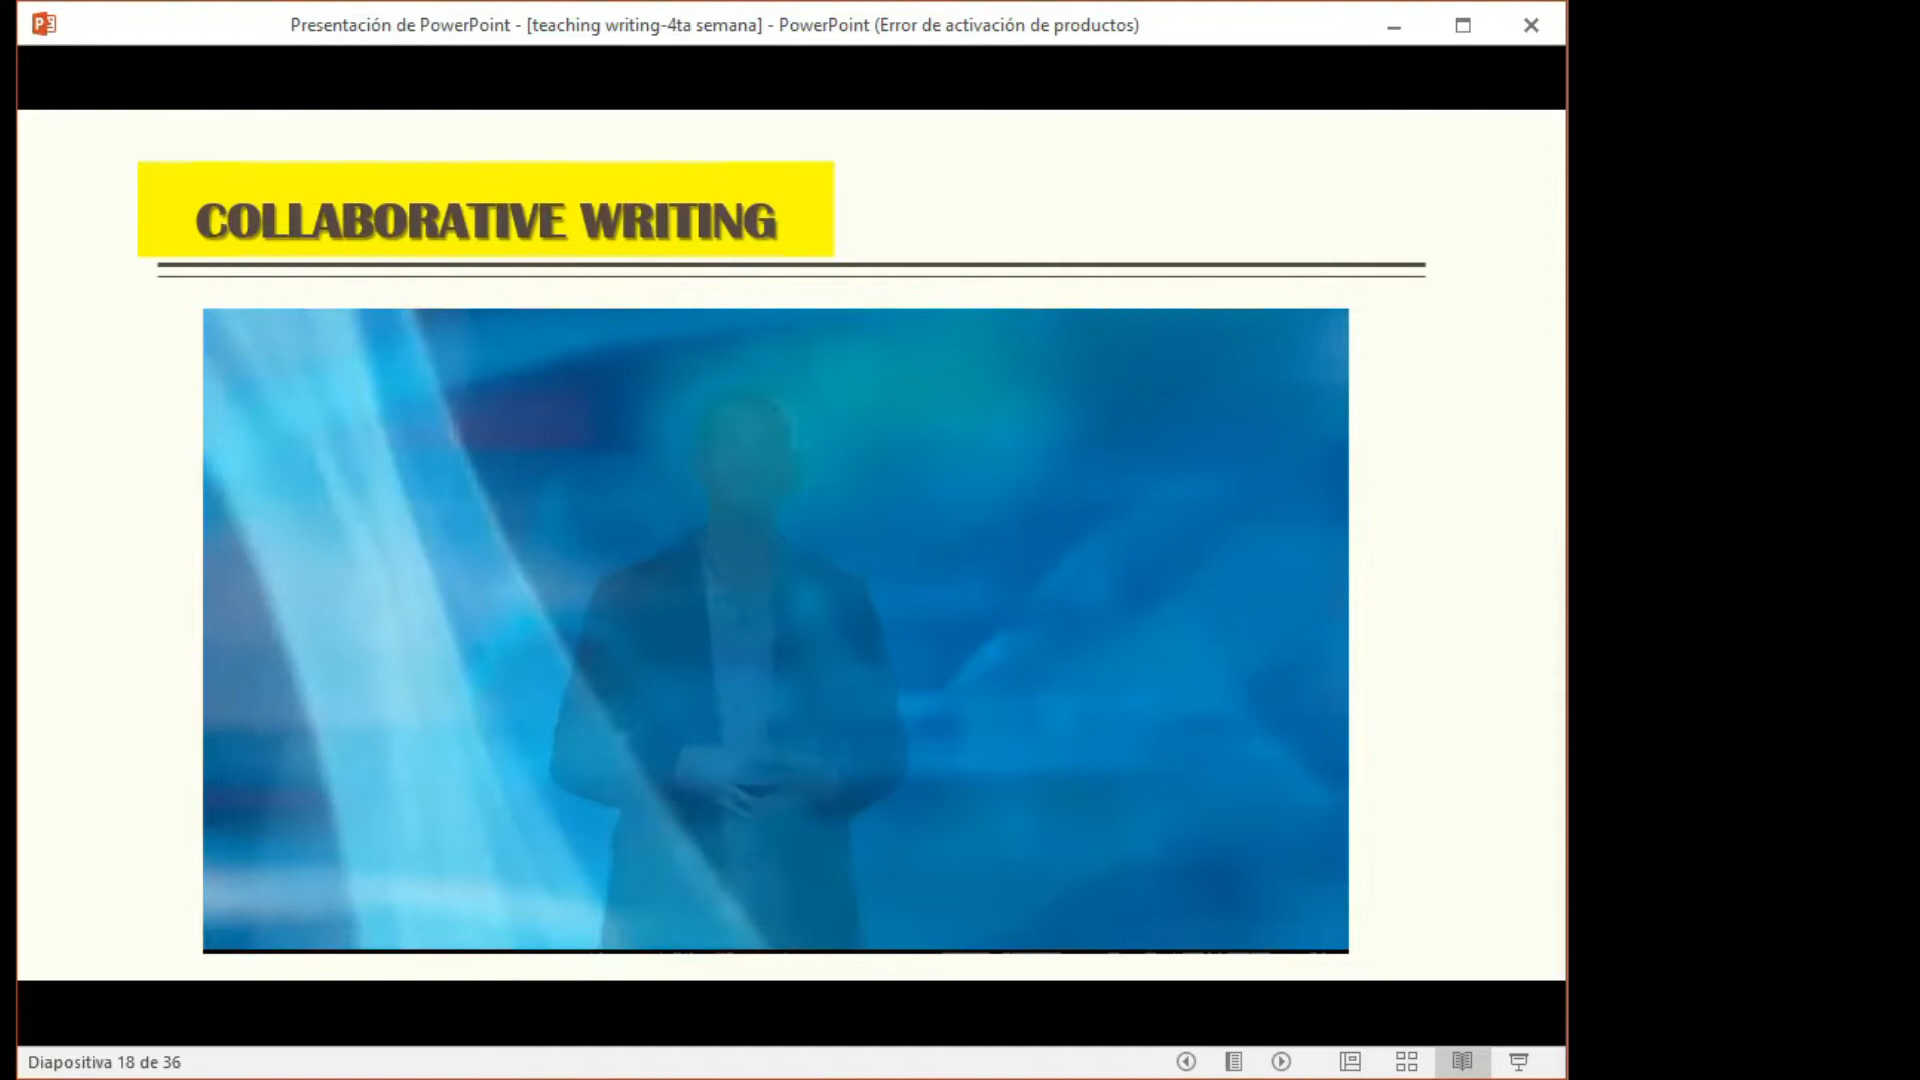 Presentación de PowerPoint - [teaching writing-4ta semana] - PowerPoint (Error de activación de productos)
COLLABORATIVE WRITING
Diapositiva 18 de 36